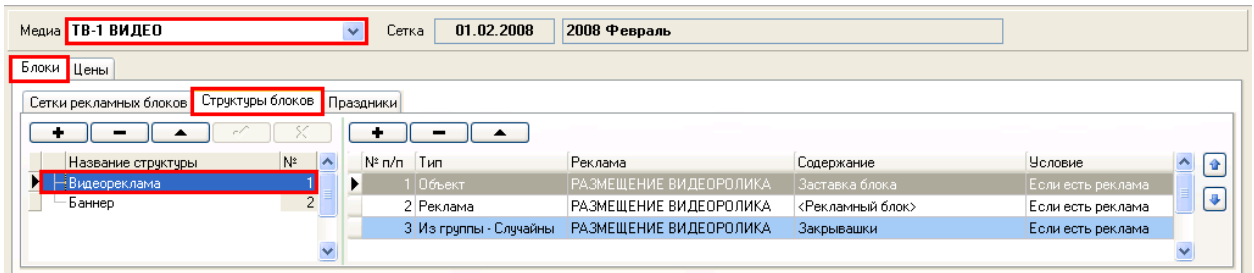 Медиа ТВ-1 ВИДЕО Сетка 01.02.2008 2008 Февраль
Блоки Цены
Сетки рекламных блоков Структуры блоков Праздники
Название структуры № № п/п Тип Реклама Содержание Условие
Видеореклама 1 1 Объект РАЗМЕЩЕНИЕ ВИДЕОРОЛИКА Заставка блока Если есть реклама
Баннер 2 2 Реклама РАЗМЕЩЕНИЕ ВИДЕОРОЛИКА <Рекламный блок> Если есть реклама
3 Из группы - Случайны РАЗМЕЩЕНИЕ ВИДЕОРОЛИКА Закрывашки Если есть реклама